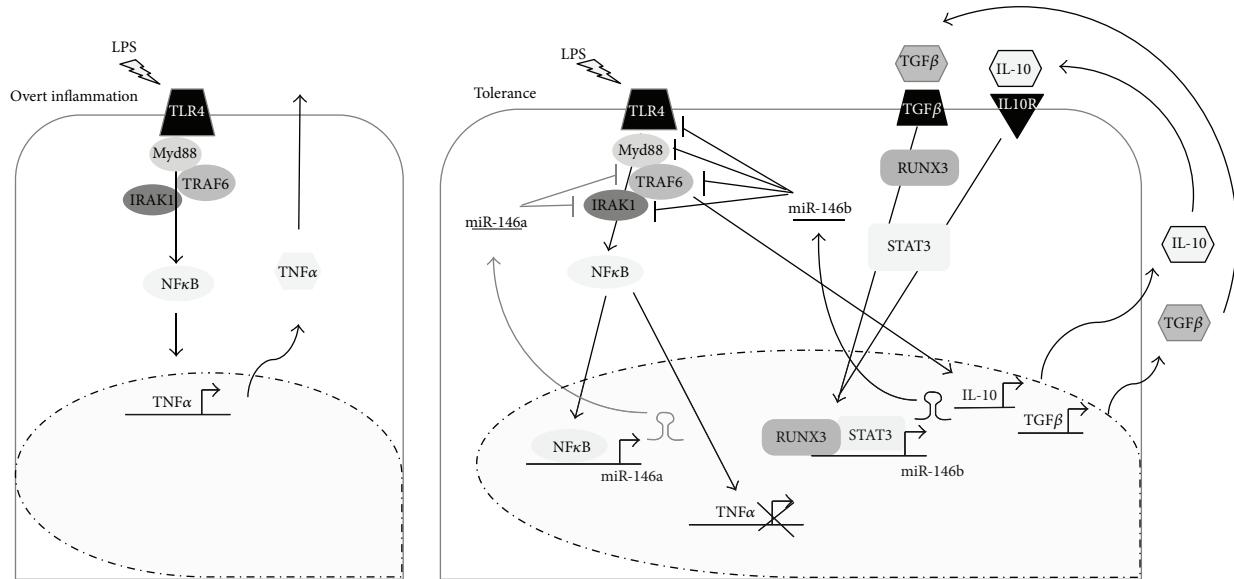 LPS
Overt inflammation
TLR4
Myd88
TRAF6
IRAK1
NFκB
TNFα
TNFα
LPS
Tolerance
TLR4
Myd88
TRAF6
IRAK1
miR-146a
miR-146b
NFκB
TGFβ
IL-10
TGFβ
IL10R
RUNX3
STAT3
IL-10
TGFβ
NFκB
miR-146a
RUNX3
STAT3
miR-146b
IL-10
TGFβ
TNFα